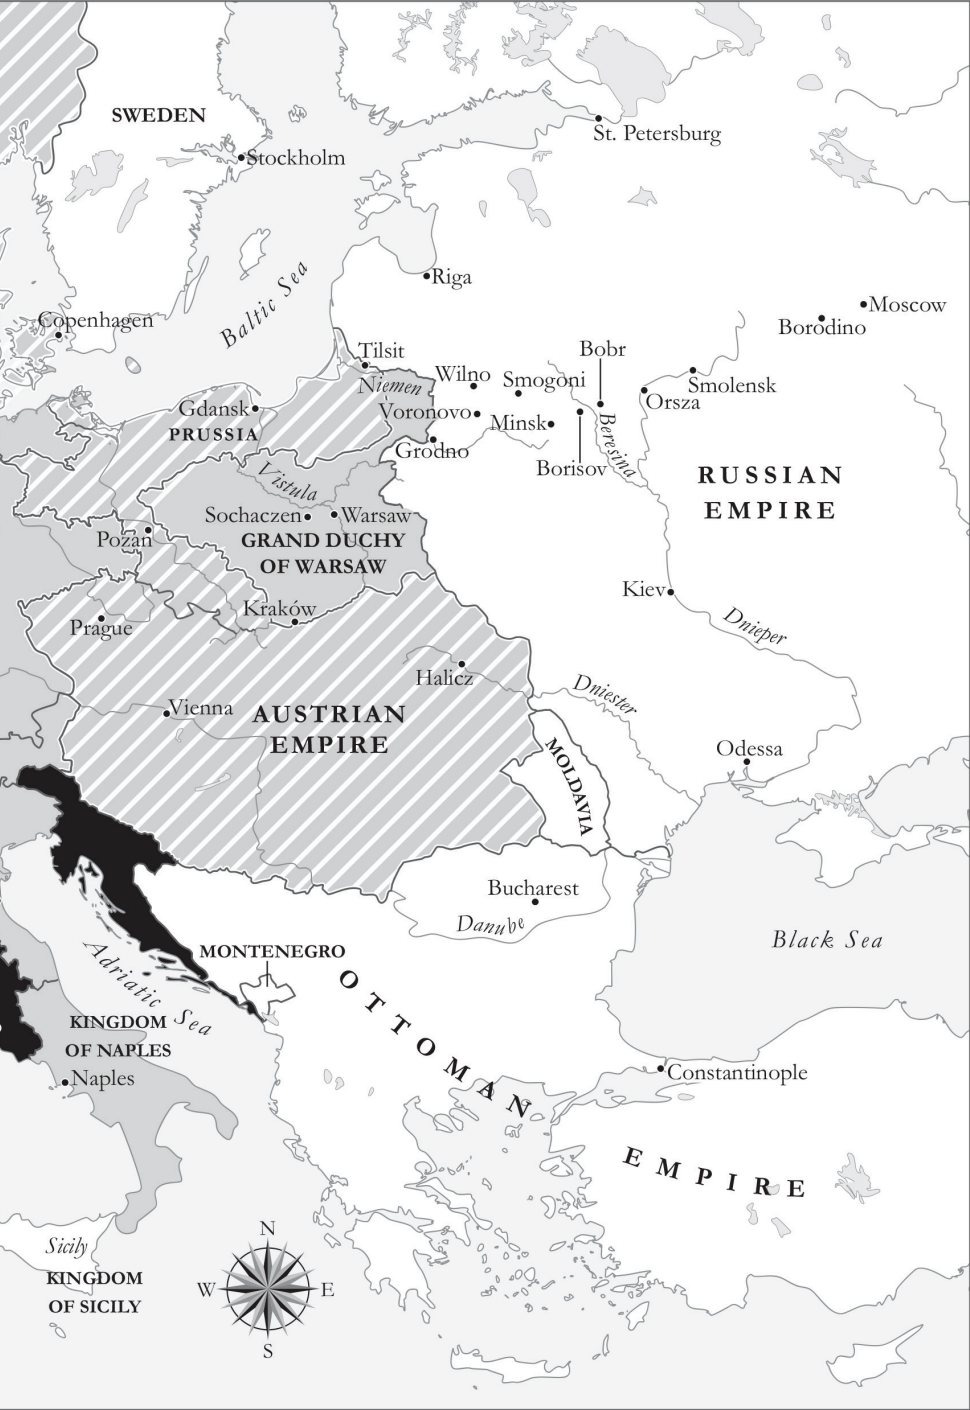 SWEDEN
St. Petersburg
Stockholm
Riga
Baltic Sea
Moscow
Borodino
Copenhagen
Tilsit
Bobr
Niemen
Wilno
Smogoni
Smolensk
Orsza
Gdansk
Voronovo
Minsk
PRUSSIA
Grodno
Beresina
Borisov
RUSSIAN
EMPIRE
Vistula
Sochaczen
Warsaw
Pozan
GRAND DUCHY
OF WARSAW
Kiev
Kraków
Dnieper
Prague
Halicz
Dniester
Vienna
AUSTRIAN
EMPIRE
MOLDAVIA
Odessa
Bucharest
Danube
Black Sea
MONTENEGRO
Adriatic Sea
OTTOMAN
EMPIRE
KINGDOM
OF NAPLES
Naples
Constantinople
Sicily
KINGDOM
OF SICILY
N
W
E
S